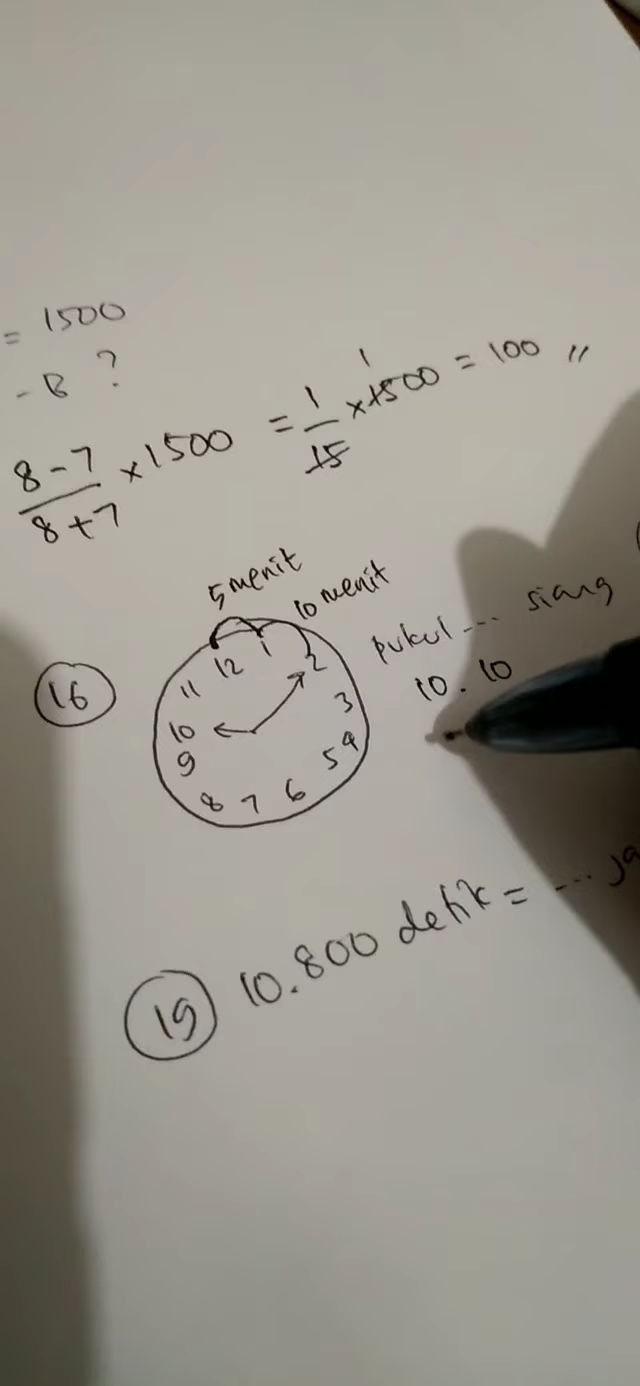 = 1500
- B ?
8-7/8+7 × 1500 = 1/15 × 1500 = 100 //
1
5 menit
10 menit
16
pukul ... siang
10.10
12 1 2 3 4 5 6 7 8 9 10 11
19 10.800 detik = ...